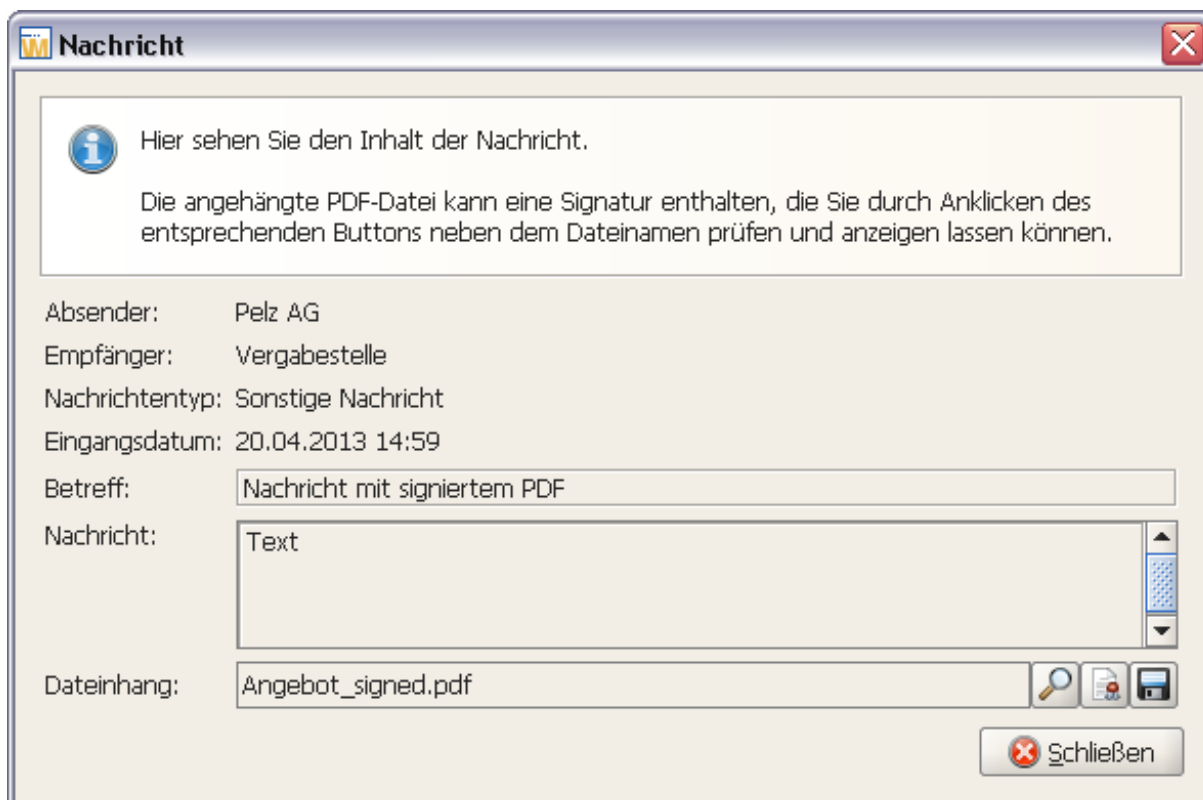 Nachricht
Hier sehen Sie den Inhalt der Nachricht.
Die angehängte PDF-Datei kann eine Signatur enthalten, die Sie durch Anklicken des
entsprechenden Buttons neben dem Dateinamen prüfen und anzeigen lassen können.
Absender: Pelz AG
Empfänger: Vergabestelle
Nachrichtentyp: Sonstige Nachricht
Eingangsdatum: 20.04.2013 14:59
Betreff: Nachricht mit signiertem PDF
Nachricht: Text
Dateinhang: Angebot_signed.pdf
Schließen